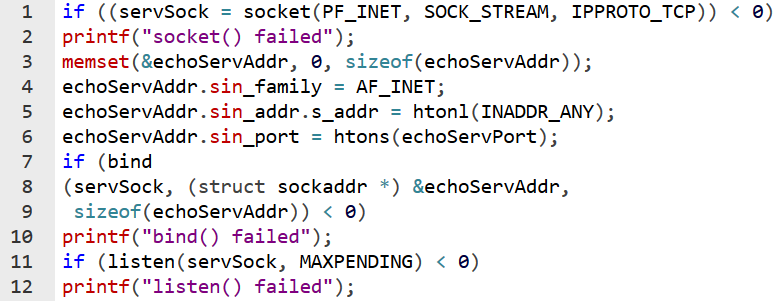 1 if ((servSock = socket(PF_INET, SOCK_STREAM, IPPROTO_TCP)) < 0)
2 printf("socket() failed");
3 memset(&echoServAddr, 0, sizeof(echoServAddr));
4 echoServAddr.sin_family = AF_INET;
5 echoServAddr.sin_addr.s_addr = htonl(INADDR_ANY);
6 echoServAddr.sin_port = htons(echoServPort);
7 if (bind
8 (servSock, (struct sockaddr *) &echoServAddr,
9  sizeof(echoServAddr)) < 0)
10 printf("bind() failed");
11 if (listen(servSock, MAXPENDING) < 0)
12 printf("listen() failed");